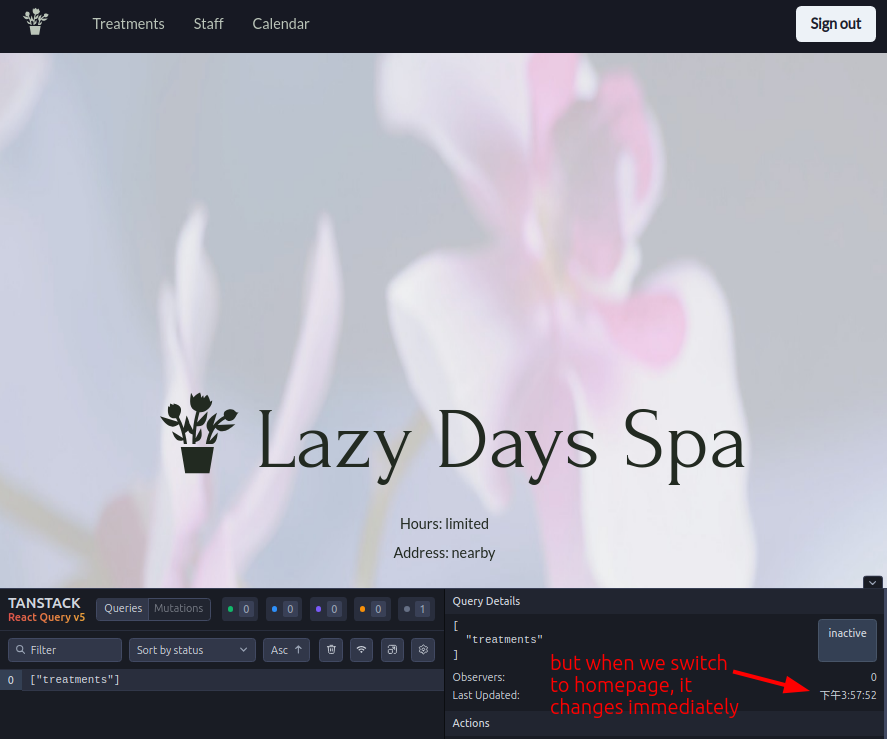 Treatments Staff Calendar Sign out
Lazy Days Spa
Hours: limited
Address: nearby
TANSTACK
React Query v5
Queries Mutations 0 0 0 0 1
Filter Sort by status Asc ↑
0 ["treatments"]
Query Details
[
"treatments"
]
inactive
Observers: 0
Last Updated: 下午3:57:52
but when we switch
to homepage, it
changes immediately
Actions